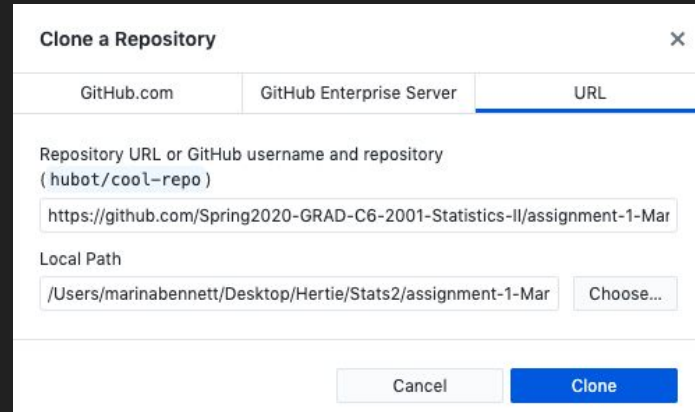 Clone a Repository
GitHub.com
GitHub Enterprise Server
URL
Repository URL or GitHub username and repository
(hubot/cool-repo)
https://github.com/Spring2020-GRAD-C6-2001-Statistics-II/assignment-1-Mar
Local Path
/Users/marinabennett/Desktop/Hertie/Stats2/assignment-1-Mar
Choose...
Cancel
Clone